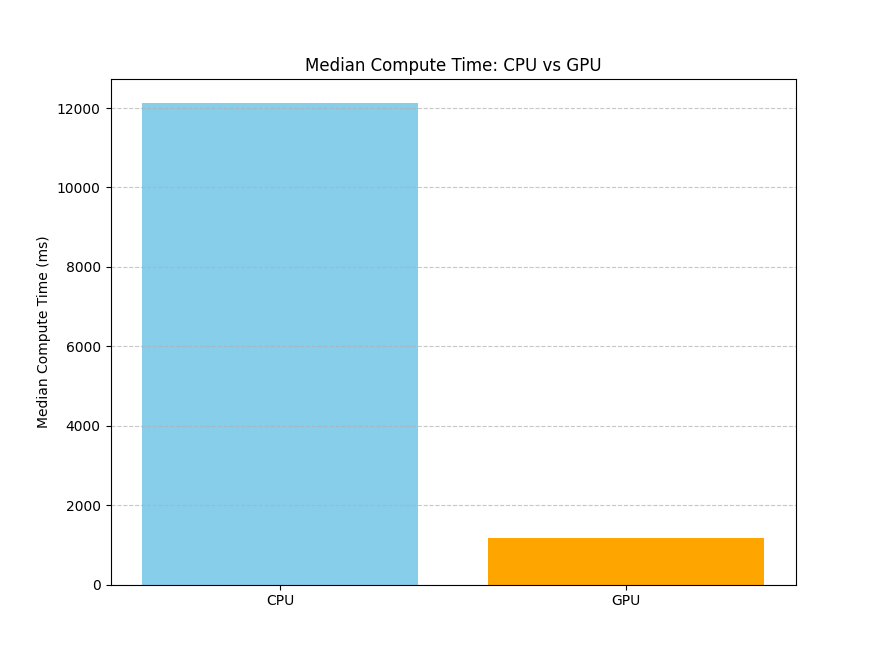 Median Compute Time: CPU vs GPU
12000
10000
8000
6000
4000
2000
0
Median Compute Time (ms)
CPU
GPU